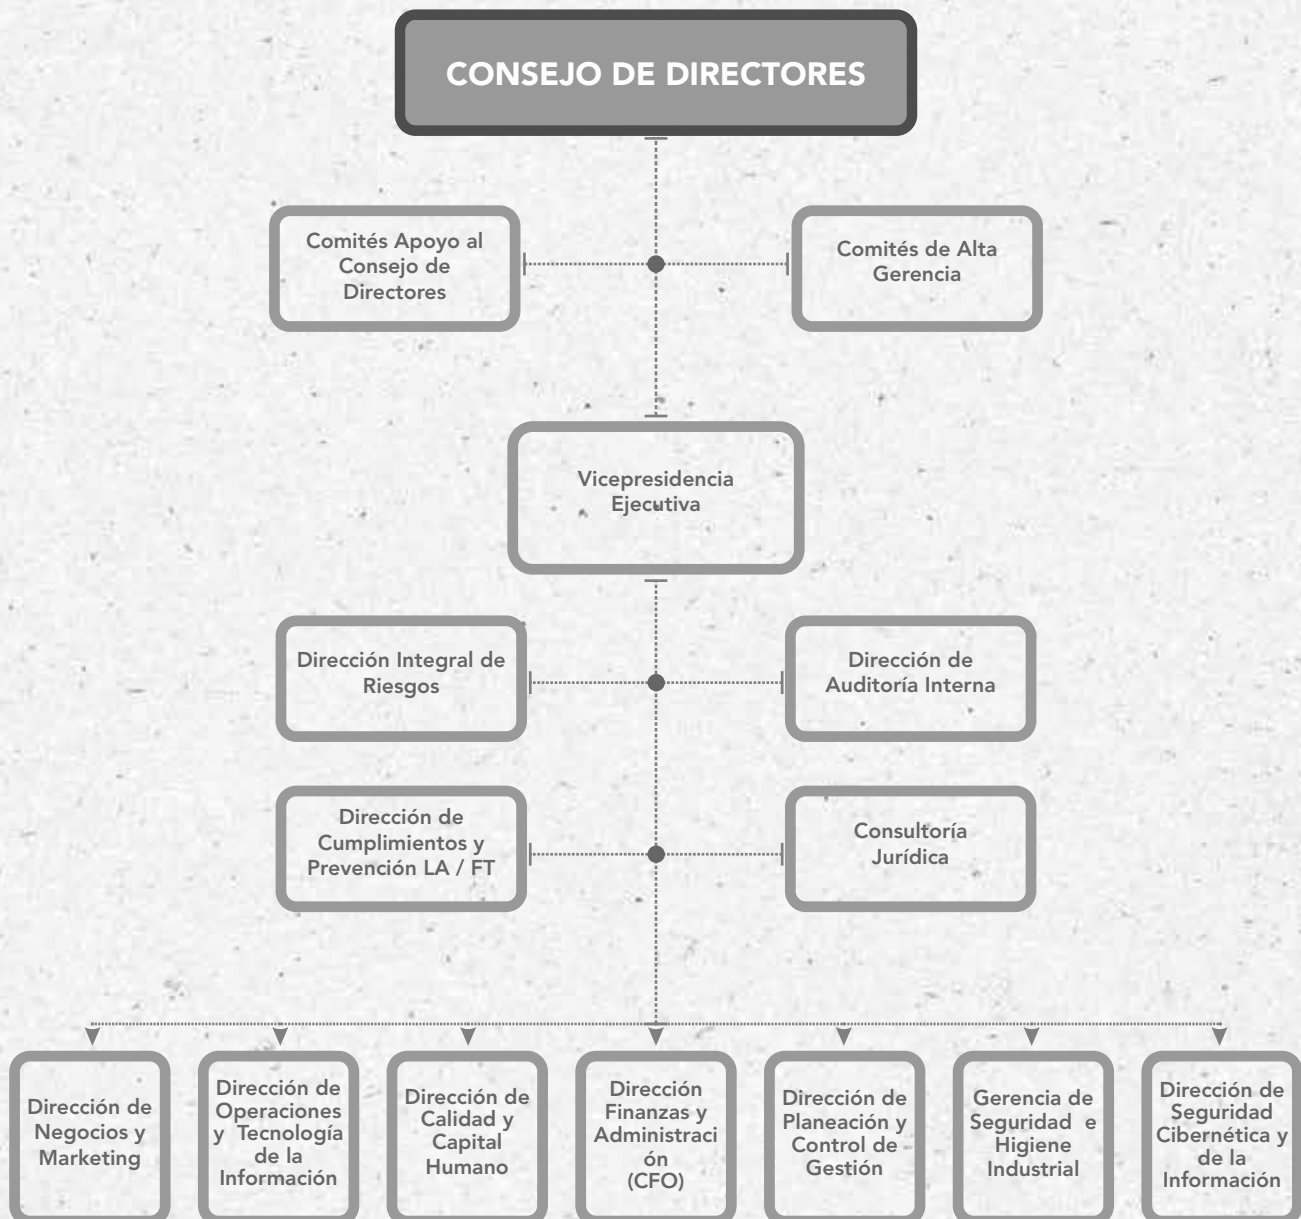 CONSEJO DE DIRECTORES
Comités Apoyo al
Consejo de
Directores
Comités de Alta
Gerencia
Vicepresidencia
Ejecutiva
Dirección Integral de
Riesgos
Dirección de
Auditoría Interna
Dirección de
Cumplimientos y
Prevención LA / FT
Consultoría
Jurídica
Dirección de
Negocios y
Marketing
Dirección de
Operaciones
y Tecnología
de la
Información
Dirección de
Calidad y
Capital
Humano
Dirección
Finanzas y
Administraci
ón
(CFO)
Dirección de
Planeación y
Control de
Gestión
Gerencia de
Seguridad e
Higiene
Industrial
Dirección de
Seguridad
Cibernética y
de la
Información